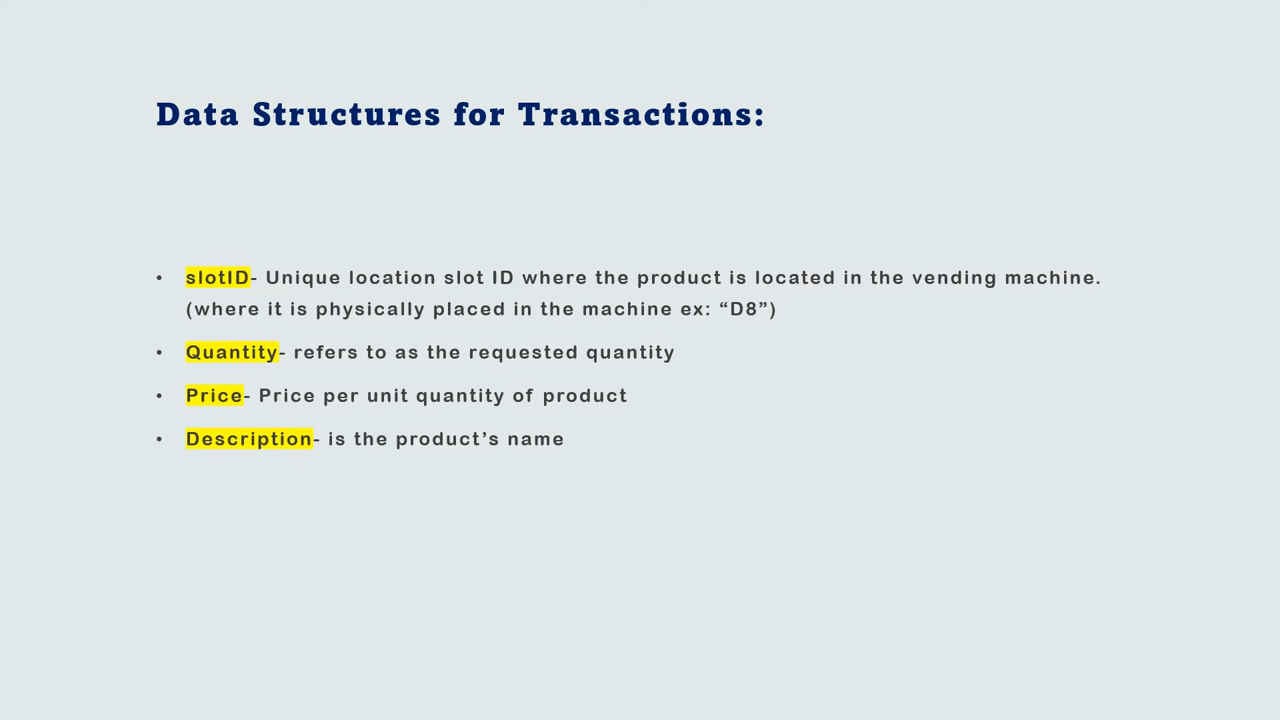 Data Structures for Transactions:
• slotID- Unique location slot ID where the product is located in the vending machine.
(where it is physically placed in the machine ex: “D8”)
• Quantity- refers to as the requested quantity
• Price- Price per unit quantity of product
• Description- is the product’s name